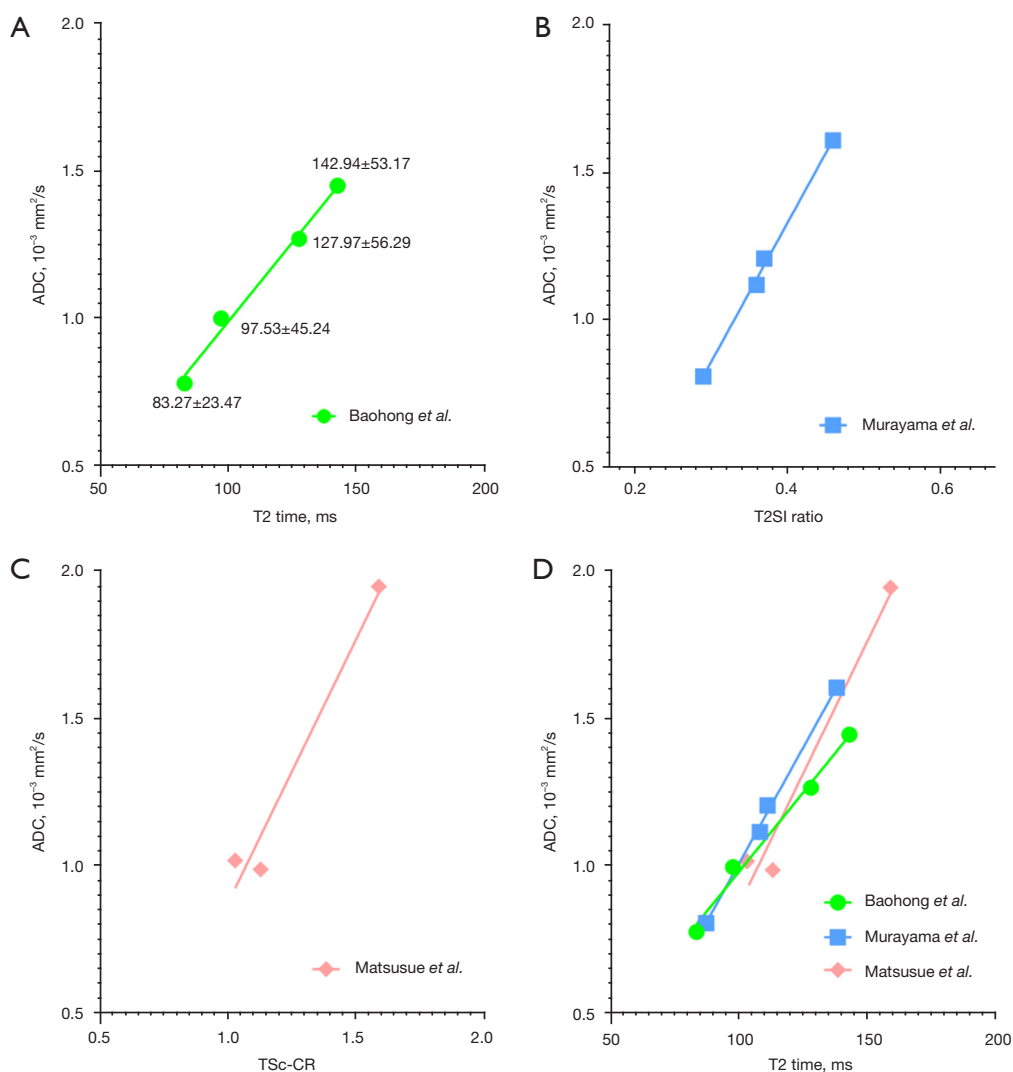 A
2.0
1.5
1.0
0.5
ADC, 10⁻³ mm²/s
142.94±53.17
127.97±56.29
97.53±45.24
83.27±23.47
Baohong et al.
50 100 150 200
T2 time, ms
B
2.0
1.5
1.0
0.5
ADC, 10⁻³ mm²/s
Murayama et al.
0.2 0.4 0.6
T2SI ratio
C
2.0
1.5
1.0
0.5
ADC, 10⁻³ mm²/s
Matsusue et al.
0.5 1.0 1.5 2.0
TSc-CR
D
2.0
1.5
1.0
0.5
ADC, 10⁻³ mm²/s
Baohong et al.
Murayama et al.
Matsusue et al.
50 100 150 200
T2 time, ms